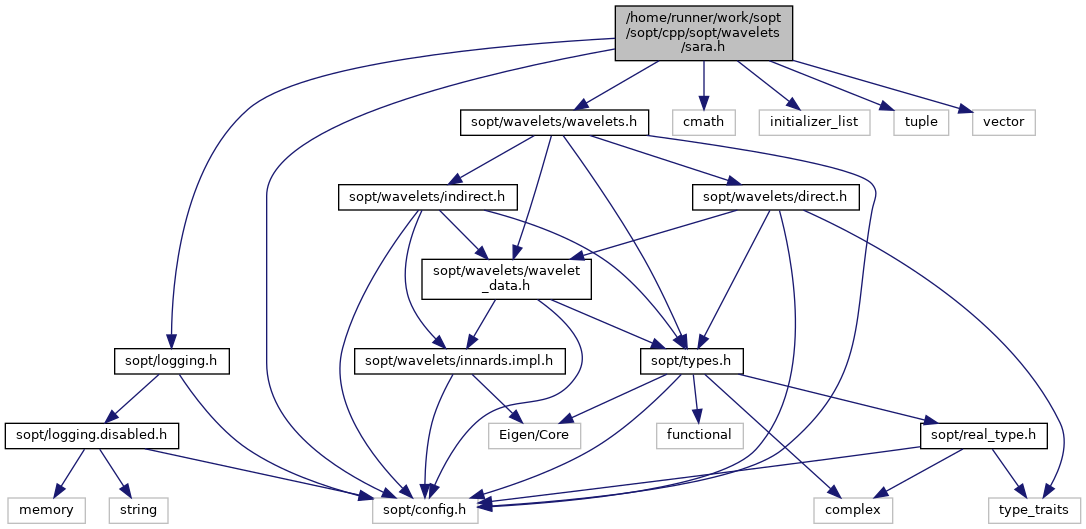 /home/runner/work/sopt
/sopt/cpp/sopt/wavelets
/sara.h
sopt/wavelets/wavelets.h
cmath
initializer_list
tuple
vector
sopt/wavelets/indirect.h
sopt/wavelets/direct.h
sopt/wavelets/wavelet
_data.h
sopt/logging.h
sopt/wavelets/innards.impl.h
sopt/types.h
sopt/logging.disabled.h
Eigen/Core
functional
sopt/real_type.h
memory
string
sopt/config.h
complex
type_traits